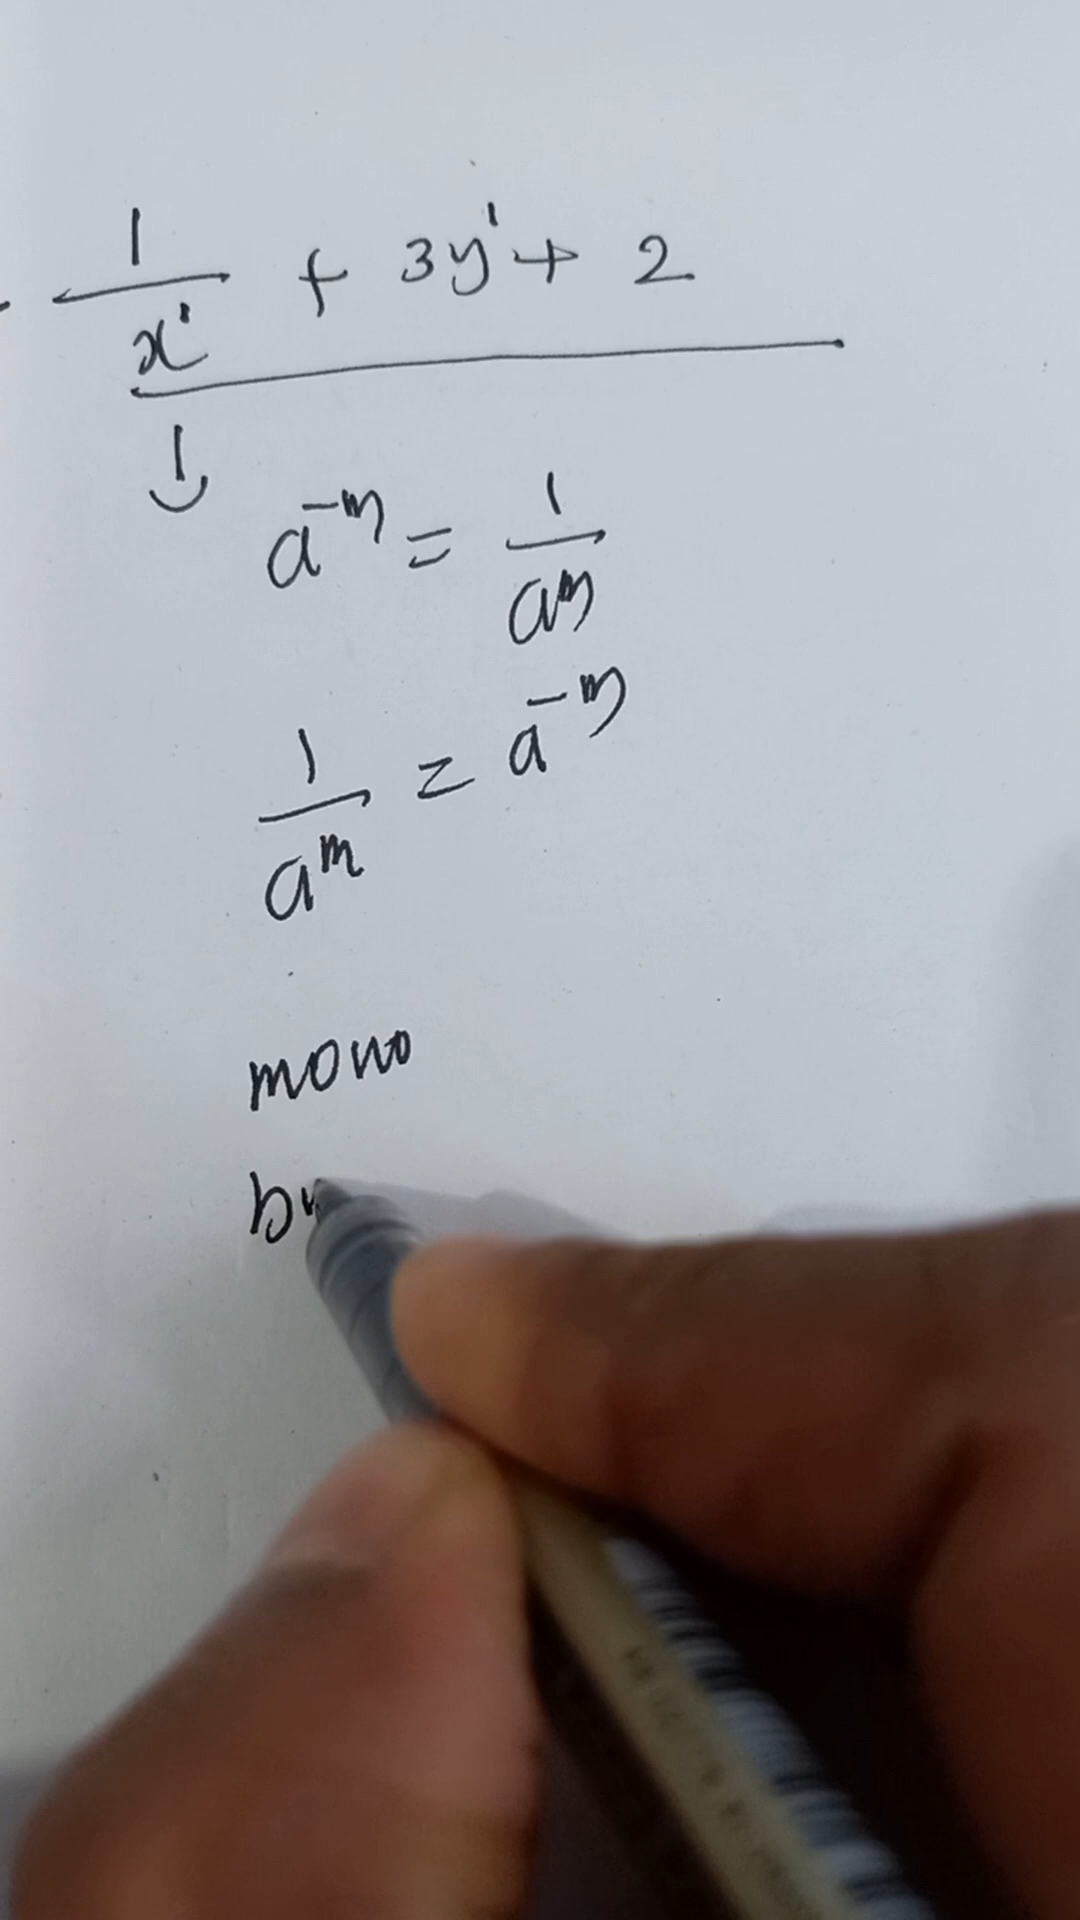 1/x¹ + 3y¹ + 2
a⁻ᵐ = 1/aᵐ
1/aᵐ = a⁻ᵐ
mono